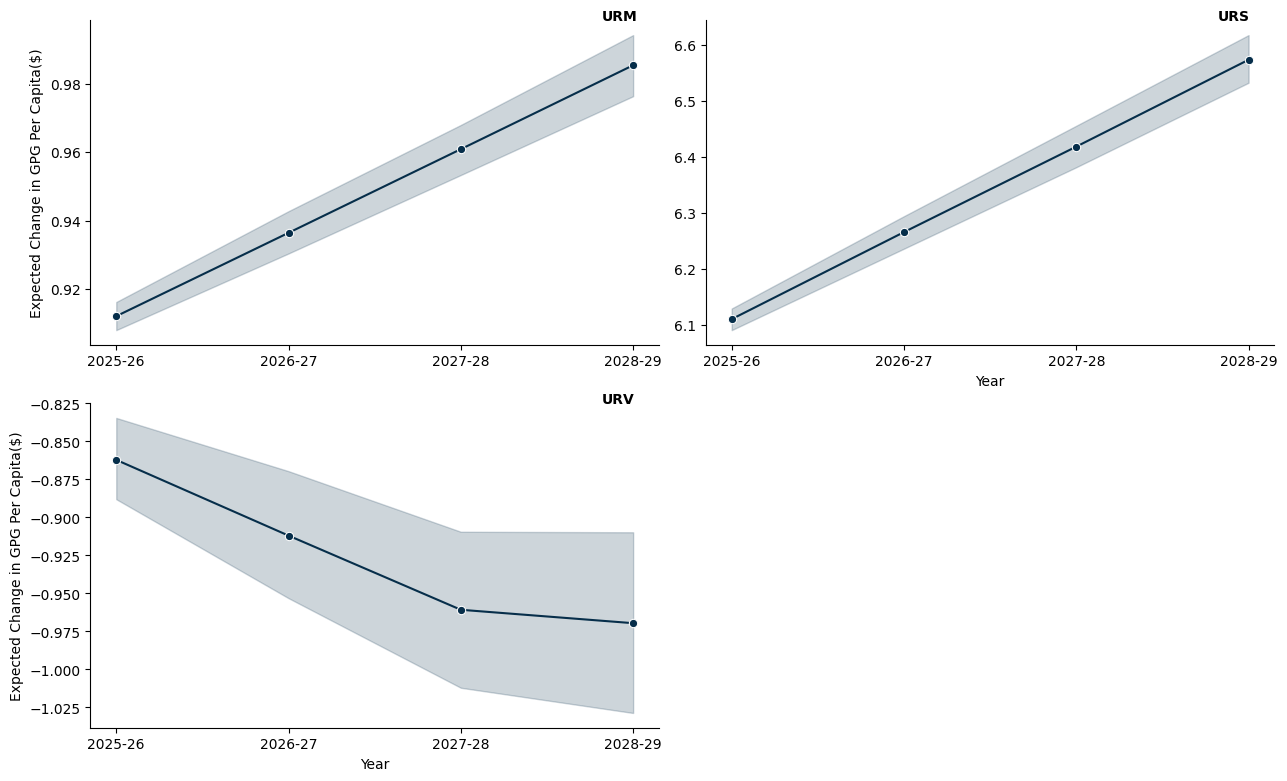 URM
Expected Change in GPG Per Capita($)
0.98
0.96
0.94
0.92
2025-26 2026-27 2027-28 2028-29
URS
6.6
6.5
6.4
6.3
6.2
6.1
2025-26 2026-27 2027-28 2028-29
Year
URV
Expected Change in GPG Per Capita($)
−0.825
−0.850
−0.875
−0.900
−0.925
−0.950
−0.975
−1.000
−1.025
2025-26 2026-27 2027-28 2028-29
Year